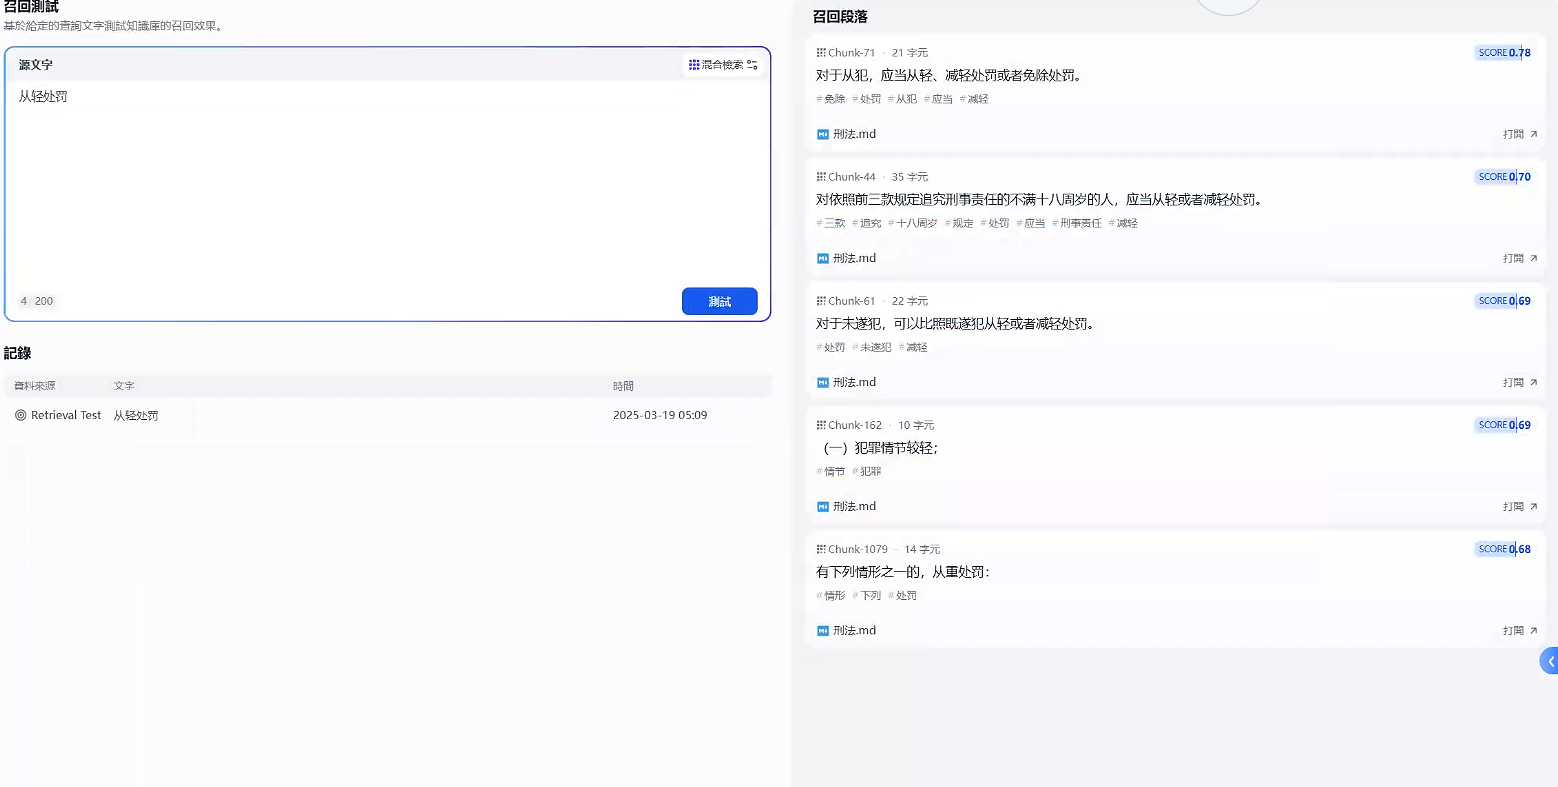 召回測試
基於給定的查詢文字測試知識庫的召回效果。
源文字
混合檢索
从轻处罚
4 / 200
測試
記錄
資料來源 文字 時間
Retrieval Test 从轻处罚 2025-03-19 05:09
召回段落
Chunk-71 · 21 字元 SCORE 0.78
对于从犯，应当从轻、减轻处罚或者免除处罚。
# 免除 # 处罚 # 从犯 # 应当 # 减轻
刑法.md 打開
Chunk-44 · 35 字元 SCORE 0.70
对依照前三款规定追究刑事责任的不满十八周岁的人，应当从轻或者减轻处罚。
# 三款 # 追究 # 十八周岁 # 规定 # 处罚 # 应当 # 刑事责任 # 减轻
刑法.md 打開
Chunk-61 · 22 字元 SCORE 0.69
对于未遂犯，可以比照既遂犯从轻或者减轻处罚。
# 处罚 # 未遂犯 # 减轻
刑法.md 打開
Chunk-162 · 10 字元 SCORE 0.69
（一）犯罪情节较轻；
# 情节 # 犯罪
刑法.md 打開
Chunk-1079 · 14 字元 SCORE 0.68
有下列情形之一的，从重处罚：
# 情形 # 下列 # 处罚
刑法.md 打開